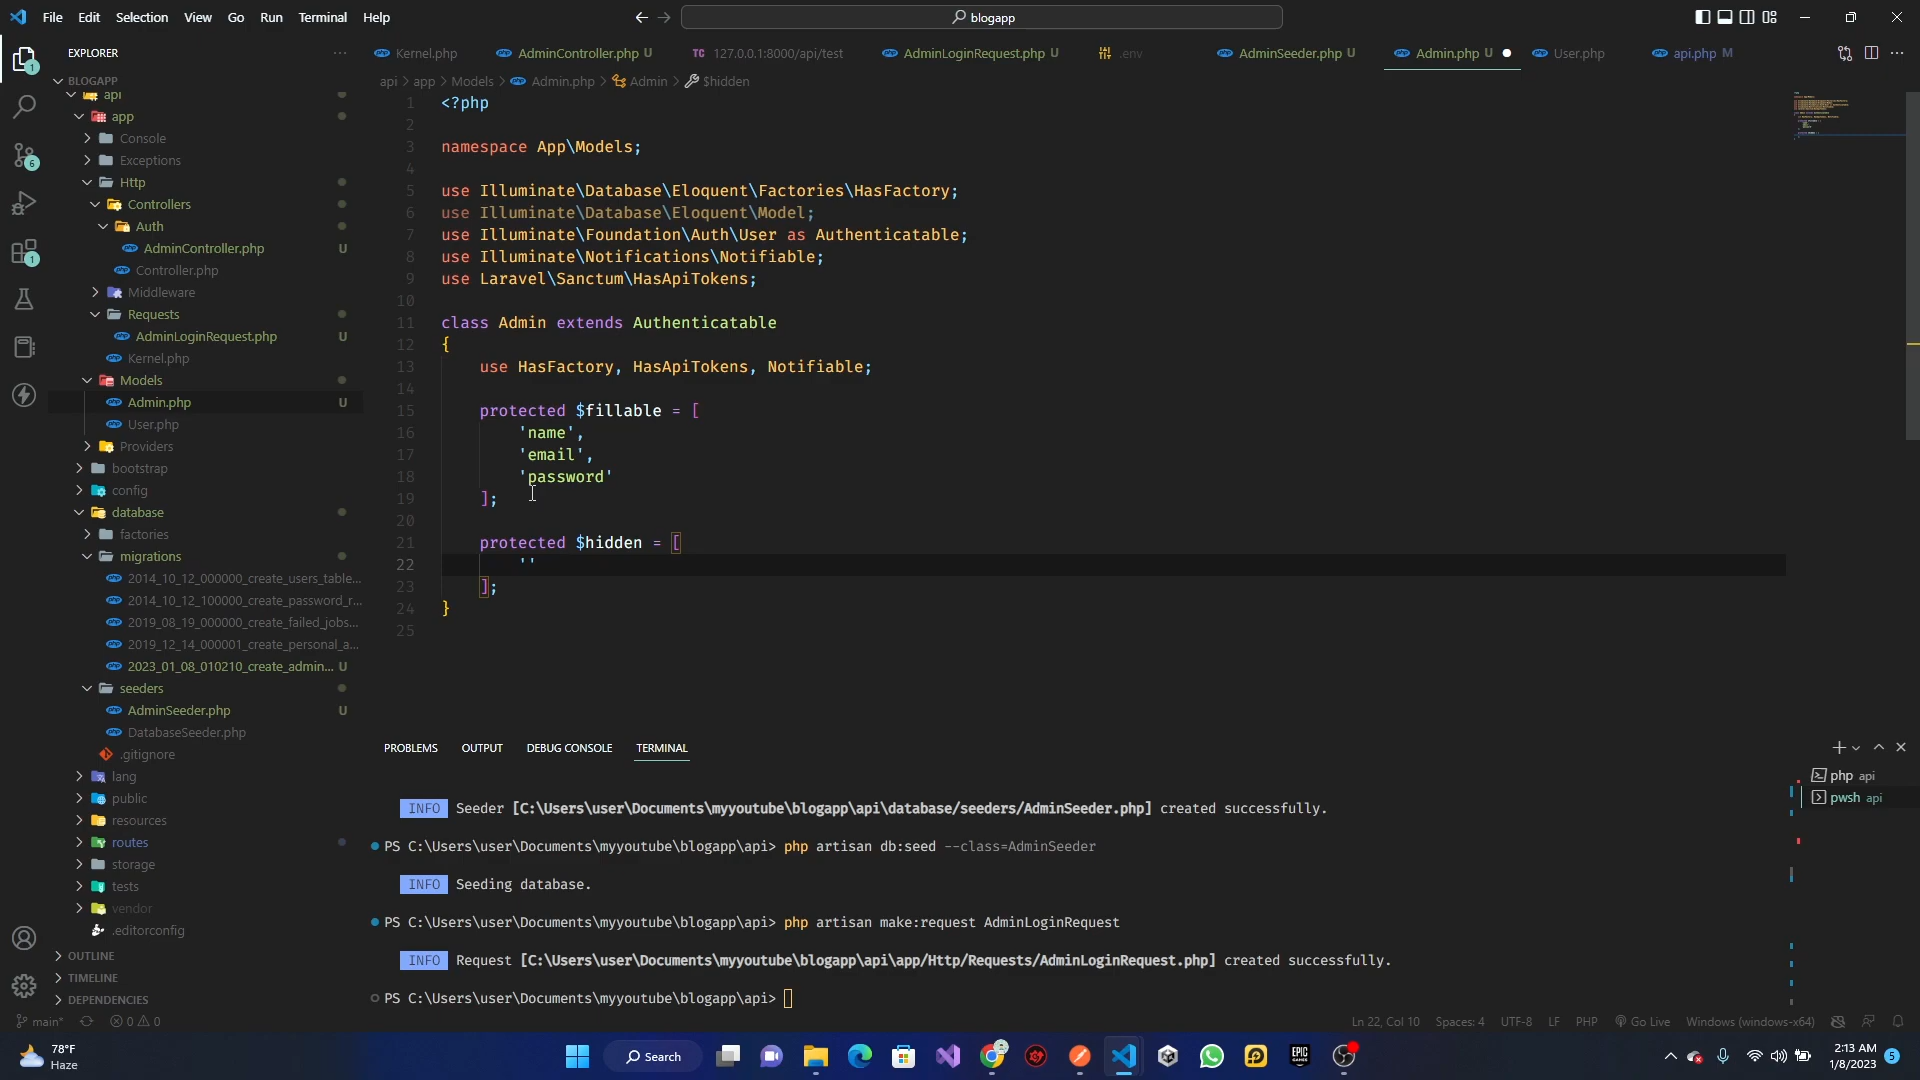 File Edit Selection View Go Run Terminal Help
blogapp
EXPLORER
Kernel.php
AdminController.php U
TC 127.0.0.1:8000/api/test
AdminLoginRequest.php U
.env
AdminSeeder.php U
Admin.php U
User.php
api.php M
BLOGAPP
api > app > Models > Admin.php > Admin > $hidden
api
app
Console
Exceptions
Http
Controllers
Auth
AdminController.php U
Controller.php
Middleware
Requests
AdminLoginRequest.php U
Kernel.php
Models
Admin.php U
User.php
Providers
bootstrap
config
database
factories
migrations
2014_10_12_000000_create_users_table...
2014_10_12_100000_create_password_r...
2019_08_19_000000_create_failed_jobs...
2019_12_14_000001_create_personal_a...
2023_01_08_010210_create_admin... U
seeders
AdminSeeder.php U
DatabaseSeeder.php
.gitignore
lang
public
resources
routes
storage
tests
vendor
.editorconfig
OUTLINE
TIMELINE
DEPENDENCIES
1 <?php
2
3 namespace App\Models;
4
5 use Illuminate\Database\Eloquent\Factories\HasFactory;
6 use Illuminate\Database\Eloquent\Model;
7 use Illuminate\Foundation\Auth\User as Authenticatable;
8 use Illuminate\Notifications\Notifiable;
9 use Laravel\Sanctum\HasApiTokens;
10
11 class Admin extends Authenticatable
12 {
13 use HasFactory, HasApiTokens, Notifiable;
14
15 protected $fillable = [
16 'name',
17 'email',
18 'password'
19 ];
20
21 protected $hidden = [
22 ''
23 ];
24 }
25
PROBLEMS OUTPUT DEBUG CONSOLE TERMINAL
php api
pwsh api
INFO Seeder [C:\Users\user\Documents\myyoutube\blogapp\api\database/seeders/AdminSeeder.php] created successfully.
PS C:\Users\user\Documents\myyoutube\blogapp\api> php artisan db:seed --class=AdminSeeder
INFO Seeding database.
PS C:\Users\user\Documents\myyoutube\blogapp\api> php artisan make:request AdminLoginRequest
INFO Request [C:\Users\user\Documents\myyoutube\blogapp\api\app/Http/Requests/AdminLoginRequest.php] created successfully.
PS C:\Users\user\Documents\myyoutube\blogapp\api>
main* 0 0
Ln 22, Col 10 Spaces: 4 UTF-8 LF PHP Go Live Windows (windows-x64)
78°F
Haze
Search
2:13 AM
1/8/2023
5